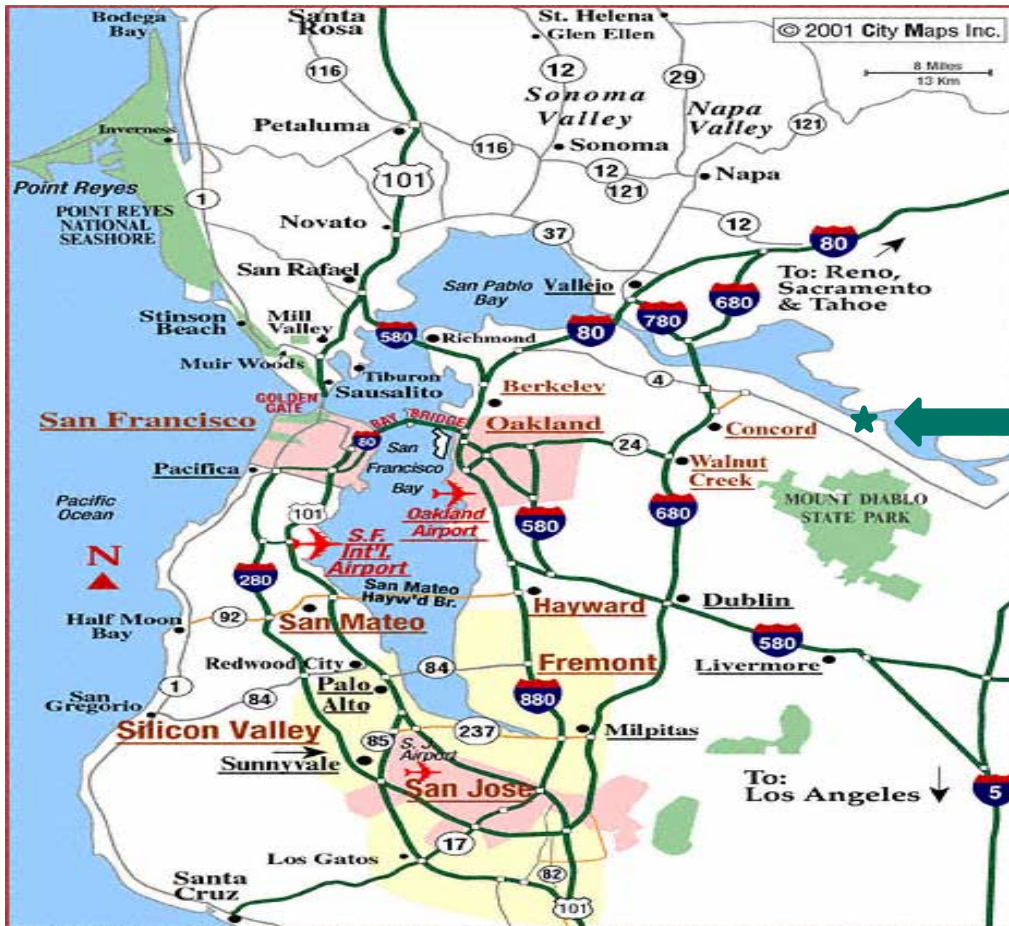 Bodega
Bay
Santa
Rosa
St. Helena
Glen Ellen
© 2001 City Maps Inc.
8 Miles
13 Km
116
12
29
Sonoma
Valley
Napa
Valley
121
Inverness
Petaluma
116
Sonoma
12
121
Napa
101
Point Reyes
1
POINT REYES
NATIONAL
SEASHORE
Novato
37
12
80
To: Reno,
Sacramento
& Tahoe
San Rafael
San Pablo
Bay
Vallejo
680
780
Stinson
Beach
Mill
Valley
580
Richmond
80
Muir Woods
Tiburon
Sausalito
4
Berkeley
GOLDEN
GATE
San Francisco
BAY BRIDGE
Oakland
Concord
80
24
Pacifica
San
Francisco
Bay
Walnut
Creek
Pacific
Ocean
MOUNT DIABLO
STATE PARK
101
Oakland
Airport
580
680
S.F.
Int'l.
Airport
N
280
San Mateo
Hayw'd Br.
Half Moon
Bay
92
San Mateo
Hayward
Dublin
580
Livermore
Redwood City
84
Fremont
1
San
Gregorio
84
Palo
Alto
880
Silicon Valley
85
237
Milpitas
S. J.
Airport
Sunnyvale
San Jose
To:
Los Angeles
5
17
Los Gatos
82
Santa
Cruz
101